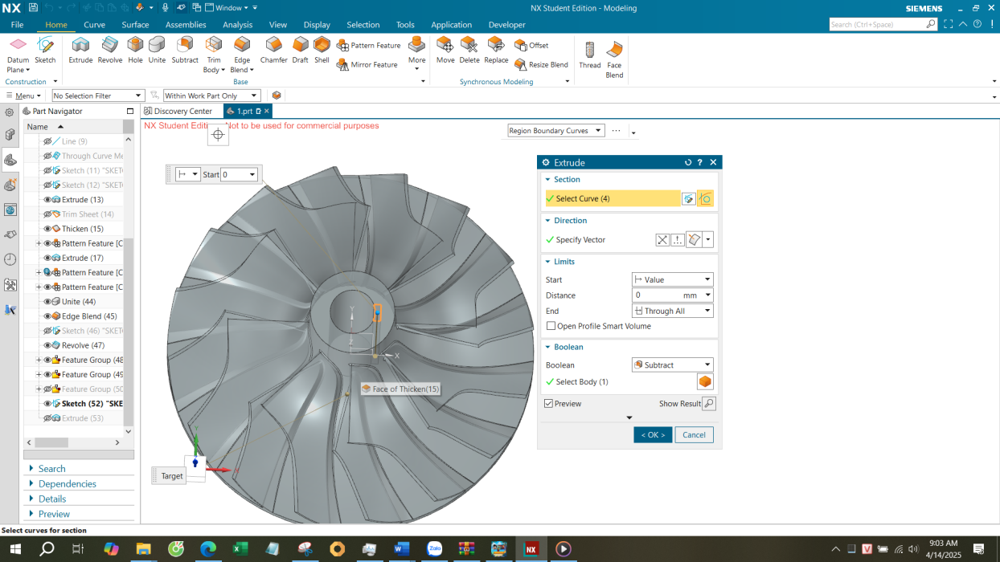 NX
Window
NX Student Edition - Modeling
SIEMENS
File Home Curve Surface Assemblies Analysis View Display Selection Tools Application Developer
Search (Ctrl+Space)
Datum Plane
Sketch
Extrude
Revolve
Hole
Unite
Subtract
Trim Body
Edge Blend
Chamfer
Draft
Shell
Pattern Feature
Mirror Feature
More
Move
Delete
Replace
Offset
Resize Blend
Thread
Face Blend
Construction
Base
Synchronous Modeling
Menu
No Selection Filter
Within Work Part Only
Part Navigator
Discovery Center
1.prt
Name
Line (9)
Through Curve Me
Sketch (11) "SKET
Sketch (12) "SKET
Extrude (13)
Trim Sheet (14)
Thicken (15)
Pattern Feature [C
Extrude (17)
Pattern Feature [C
Pattern Feature [C
Unite (44)
Edge Blend (45)
Sketch (46) "SKET
Revolve (47)
Feature Group (48
Feature Group (49
Feature Group (50
Sketch (52) "SKE
Extrude (53)
Search
Dependencies
Details
Preview
NX Student Editi Not to be used for commercial purposes
Region Boundary Curves
Start 0
Y
Z
X
Face of Thicken(15)
Y
X
Target
Extrude
Section
Select Curve (4)
Direction
Specify Vector
Limits
Start Value
Distance 0 mm
End Through All
Open Profile Smart Volume
Boolean
Boolean Subtract
Select Body (1)
Preview Show Result
< OK > Cancel
Select curves for section
Zalo
NX
V
9:03 AM
4/14/2025